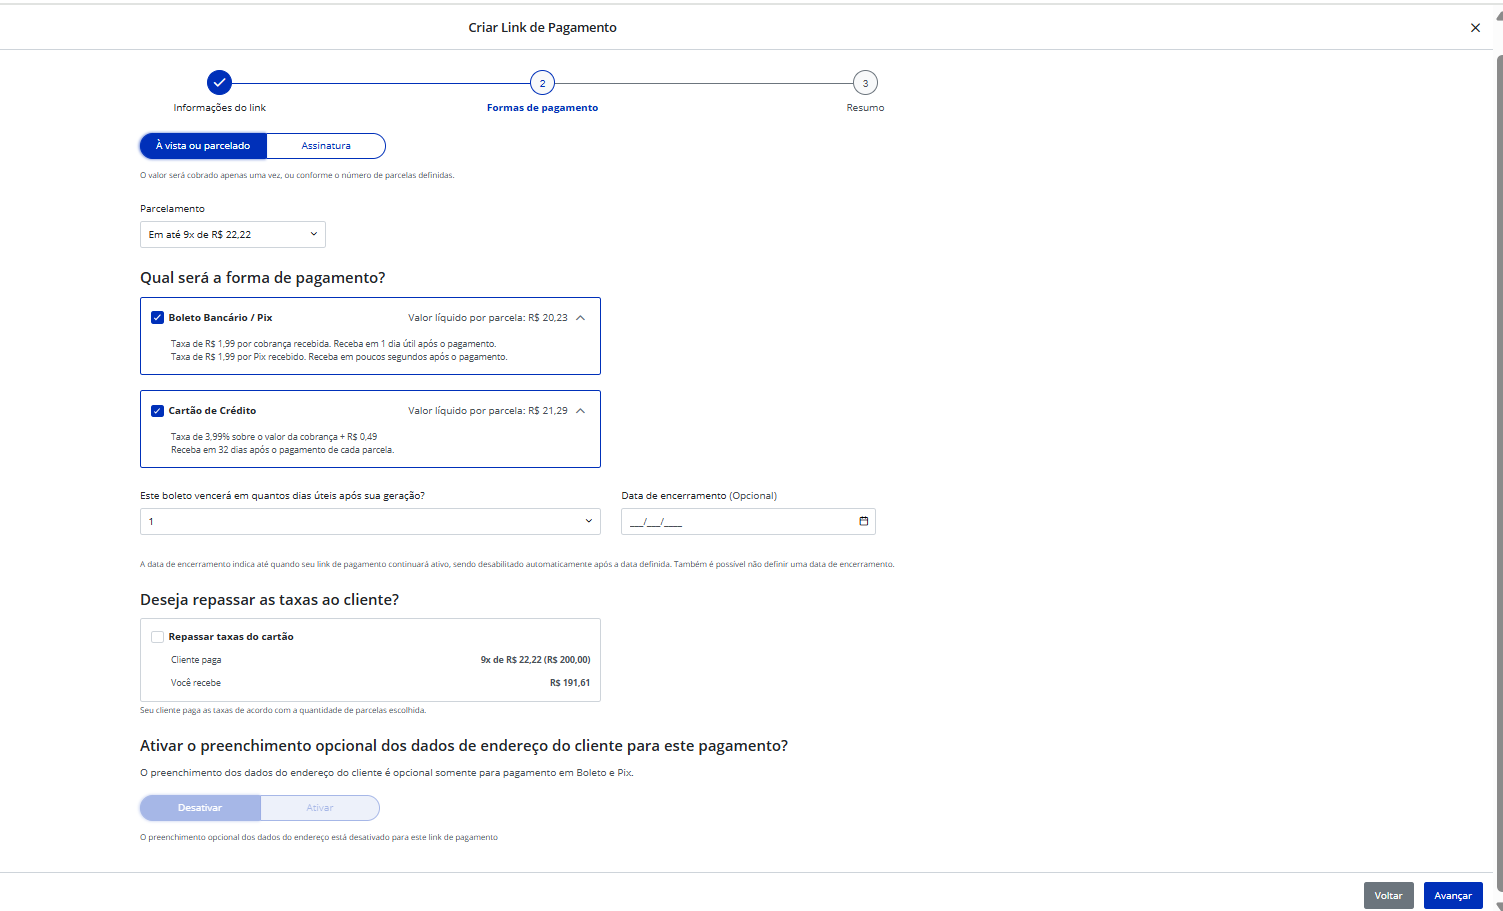 Criar Link de Pagamento
2
3
Informações do link
Formas de pagamento
Resumo
À vista ou parcelado
Assinatura
O valor será cobrado apenas uma vez, ou conforme o número de parcelas definidas.
Parcelamento
Em até 9x de R$ 22,22
Qual será a forma de pagamento?
Boleto Bancário / Pix
Valor líquido por parcela: R$ 20,23
Taxa de R$ 1,99 por cobrança recebida. Receba em 1 dia útil após o pagamento.
Taxa de R$ 1,99 por Pix recebido. Receba em poucos segundos após o pagamento.
Cartão de Crédito
Valor líquido por parcela: R$ 21,29
Taxa de 3,99% sobre o valor da cobrança + R$ 0,49
Receba em 32 dias após o pagamento de cada parcela.
Este boleto vencerá em quantos dias úteis após sua geração?
Data de encerramento (Opcional)
1
__/__/____
A data de encerramento indica até quando seu link de pagamento continuará ativo, sendo desabilitado automaticamente após a data definida. Também é possível não definir uma data de encerramento.
Deseja repassar as taxas ao cliente?
Repassar taxas do cartão
Cliente paga
9x de R$ 22,22 (R$ 200,00)
Você recebe
R$ 191,61
Seu cliente paga as taxas de acordo com a quantidade de parcelas escolhida.
Ativar o preenchimento opcional dos dados de endereço do cliente para este pagamento?
O preenchimento dos dados do endereço do cliente é opcional somente para pagamento em Boleto e Pix.
Desativar
Ativar
O preenchimento opcional dos dados do endereço está desativado para este link de pagamento
Voltar
Avançar